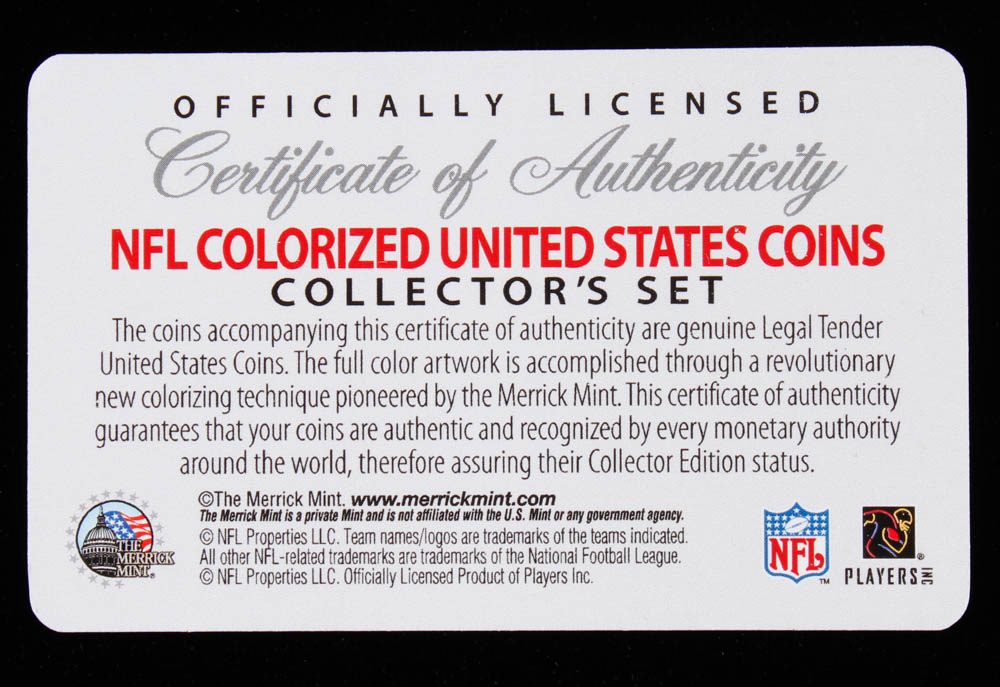 OFFICIALLY LICENSED
Certificate of Authenticity
NFL COLORIZED UNITED STATES COINS
COLLECTOR'S SET
The coins accompanying this certificate of authenticity are genuine Legal Tender
United States Coins. The full color artwork is accomplished through a revolutionary
new colorizing technique pioneered by the Merrick Mint. This certificate of authenticity
guarantees that your coins are authentic and recognized by every monetary authority
around the world, therefore assuring their Collector Edition status.
©The Merrick Mint. www.merrickmint.com
The Merrick Mint is a private Mint and is not affiliated with the U.S. Mint or any government agency.
© NFL Properties LLC. Team names/logos are trademarks of the teams indicated.
All other NFL-related trademarks are trademarks of the National Football League.
© NFL Properties LLC. Officially Licensed Product of Players Inc.
THE
MERRICK
MINT.
NFL
TM
®
PLAYERS INC